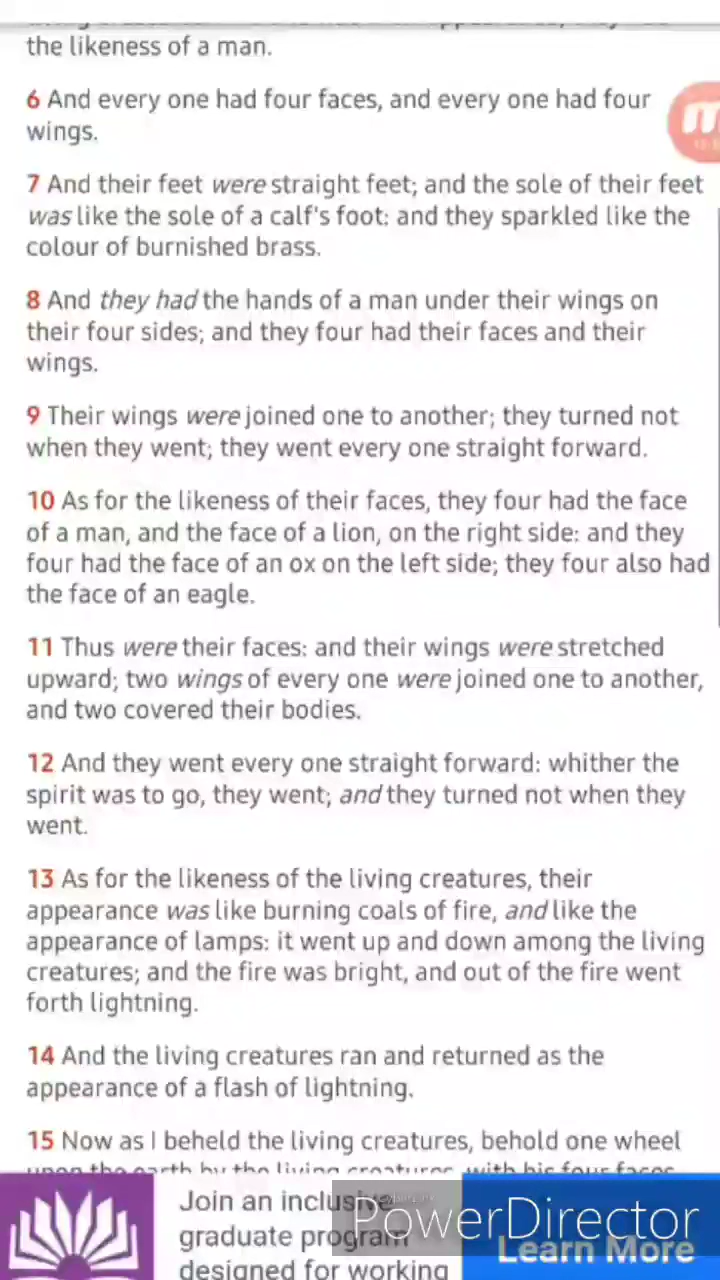 the likeness of a man.
6 And every one had four faces, and every one had four
wings.
7 And their feet were straight feet; and the sole of their feet
was like the sole of a calf's foot: and they sparkled like the
colour of burnished brass.
8 And they had the hands of a man under their wings on
their four sides; and they four had their faces and their
wings.
9 Their wings were joined one to another; they turned not
when they went; they went every one straight forward.
10 As for the likeness of their faces, they four had the face
of a man, and the face of a lion, on the right side: and they
four had the face of an ox on the left side; they four also had
the face of an eagle.
11 Thus were their faces: and their wings were stretched
upward; two wings of every one were joined one to another,
and two covered their bodies.
12 And they went every one straight forward: whither the
spirit was to go, they went; and they turned not when they
went.
13 As for the likeness of the living creatures, their
appearance was like burning coals of fire, and like the
appearance of lamps: it went up and down among the living
creatures; and the fire was bright, and out of the fire went
forth lightning.
14 And the living creatures ran and returned as the
appearance of a flash of lightning.
15 Now as I beheld the living creatures, behold one wheel
upon the earth by the living creatures, with his four faces.
Join an inclusive
graduate program
designed for working
PowerDirector
Learn More